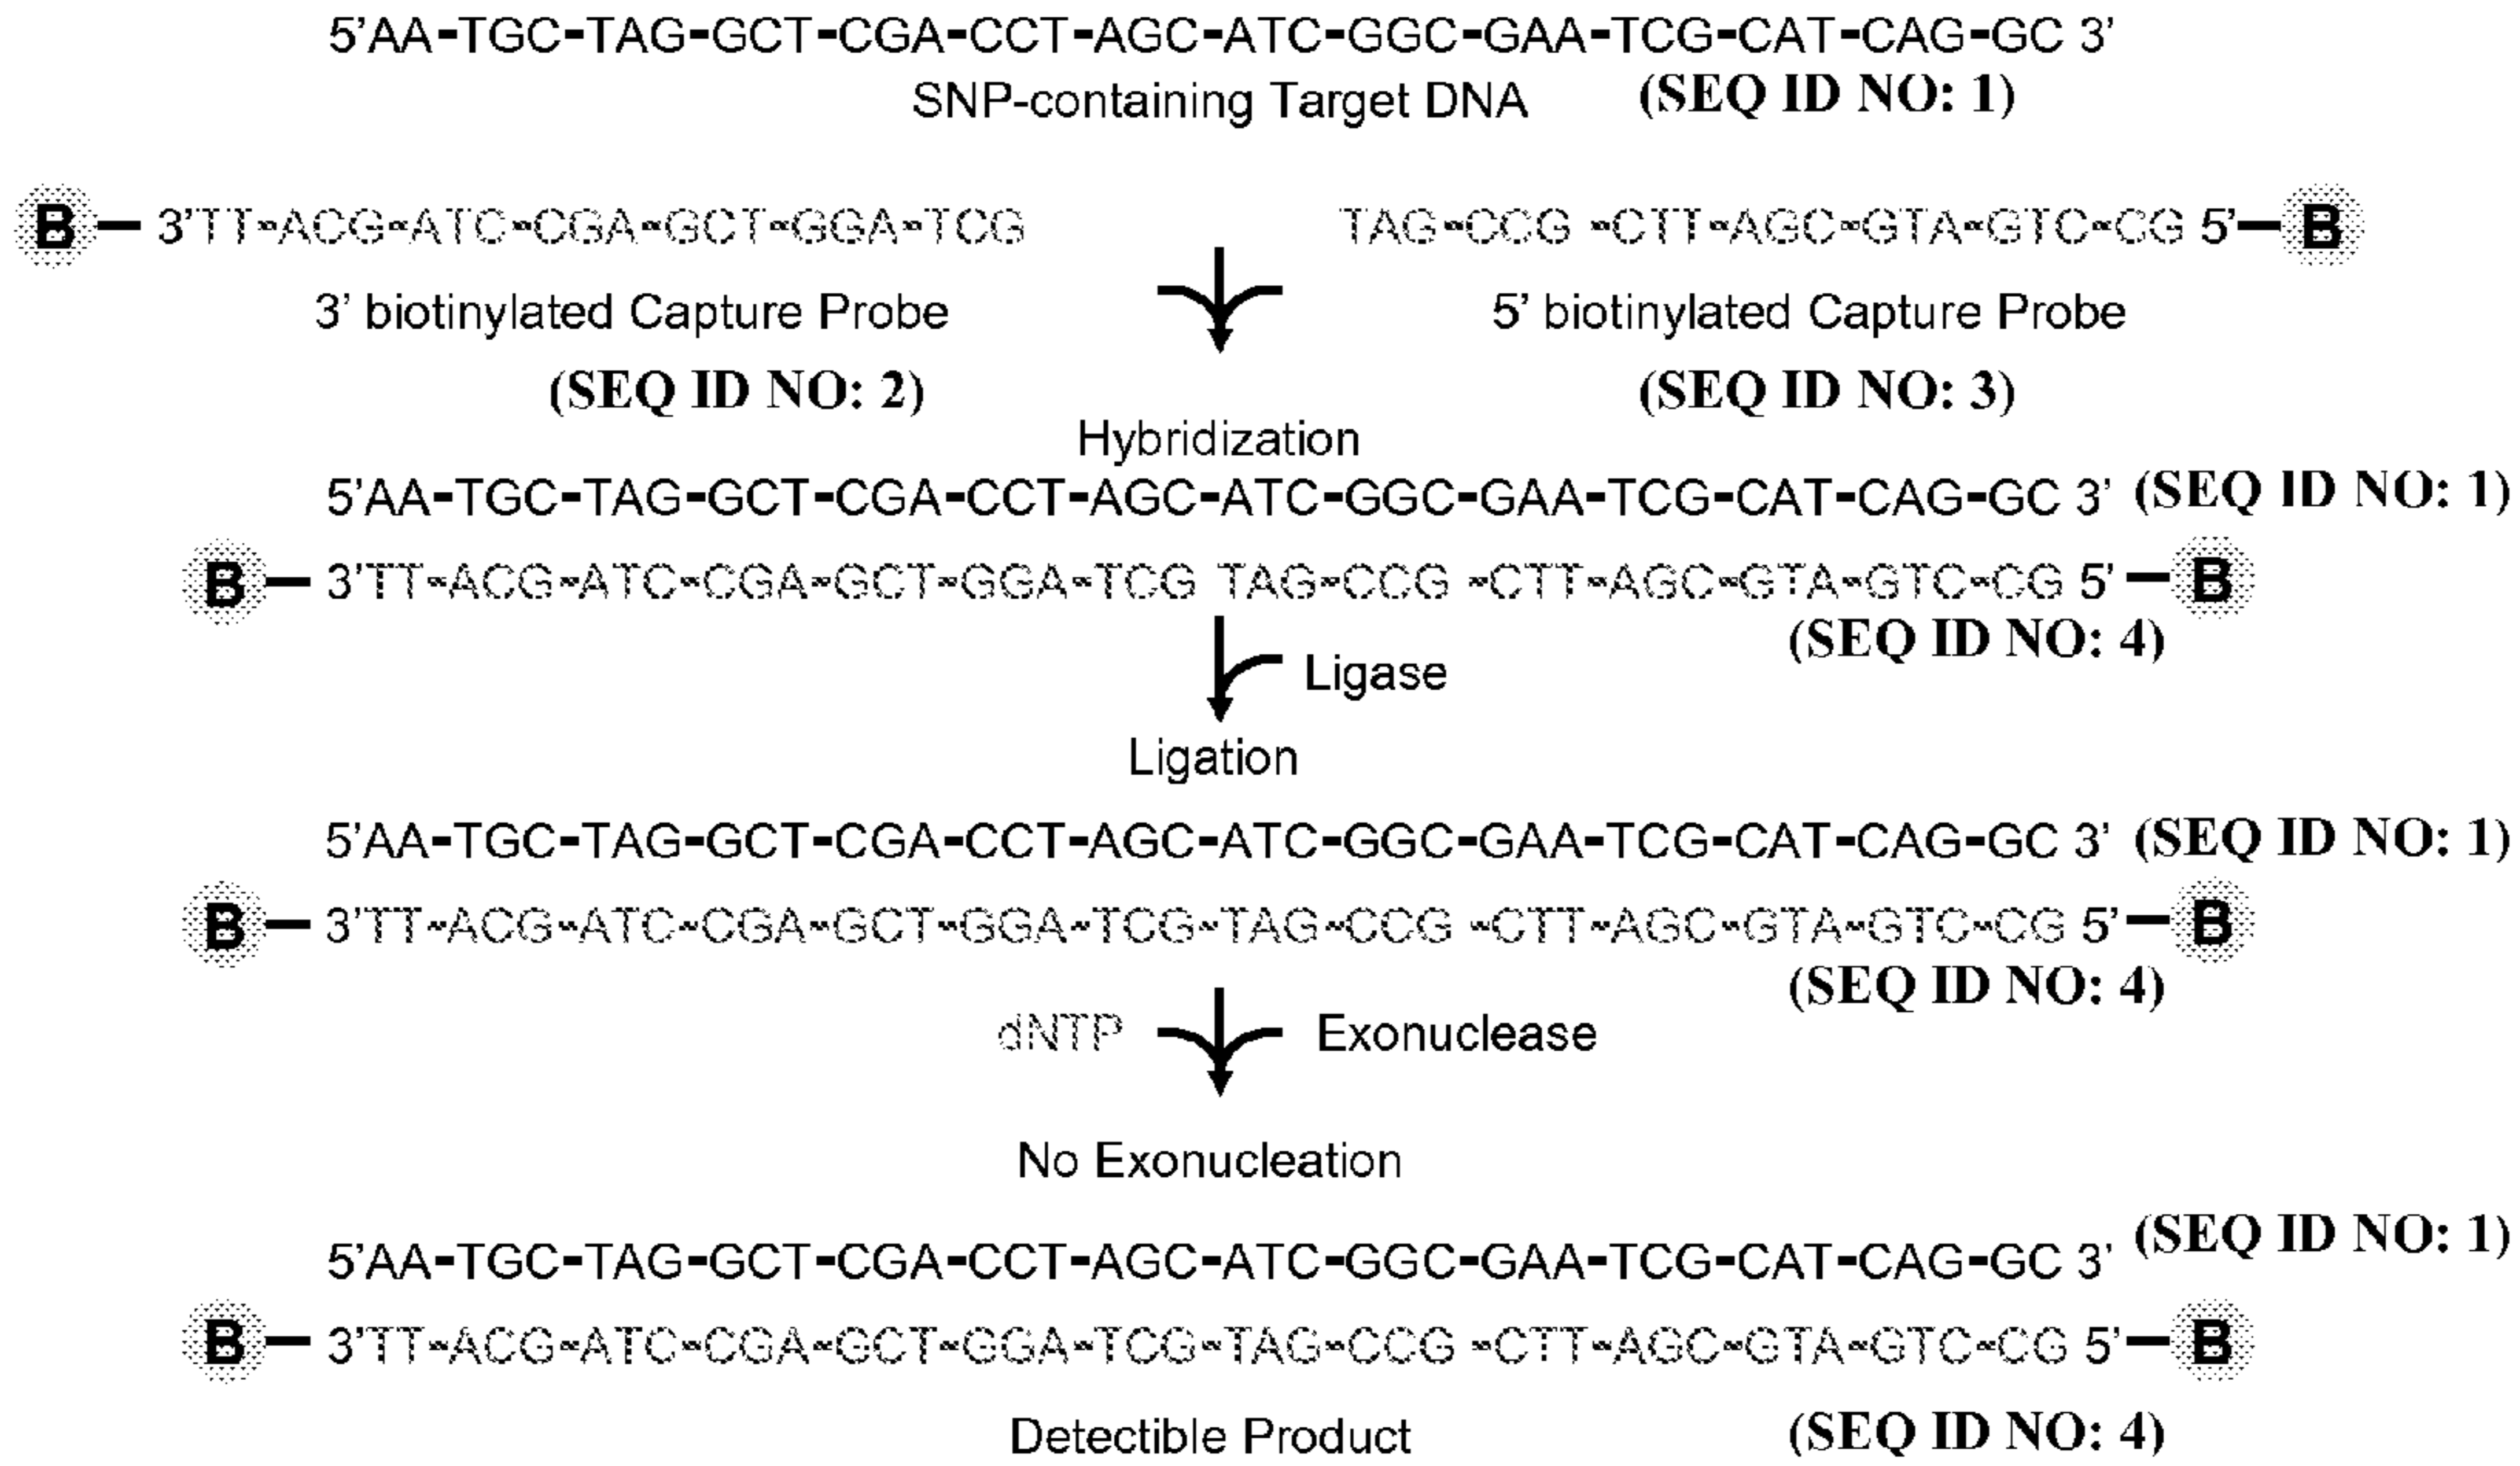 5'AA-TGC-TAG-GCT-CGA-CCT-AGC-ATC-GGC-GAA-TCG-CAT-CAG-GC 3'
SNP-containing Target DNA (SEQ ID NO: 1)
B - 3'TT-ACG-ATC-CGA-GCT-GGA-TCG TAG-CCG -CTT-AGC-GTA-GTC-CG 5'- B
3' biotinylated Capture Probe 5' biotinylated Capture Probe
(SEQ ID NO: 2) (SEQ ID NO: 3)
Hybridization
5'AA-TGC-TAG-GCT-CGA-CCT-AGC-ATC-GGC-GAA-TCG-CAT-CAG-GC 3' (SEQ ID NO: 1)
B - 3'TT-ACG-ATC-CGA-GCT-GGA-TCG TAG-CCG -CTT-AGC-GTA-GTC-CG 5'- B
(SEQ ID NO: 4)
Ligase
Ligation
5'AA-TGC-TAG-GCT-CGA-CCT-AGC-ATC-GGC-GAA-TCG-CAT-CAG-GC 3' (SEQ ID NO: 1)
B - 3'TT-ACG-ATC-CGA-GCT-GGA-TCG-TAG-CCG -CTT-AGC-GTA-GTC-CG 5'- B
(SEQ ID NO: 4)
dNTP Exonuclease
No Exonucleation
5'AA-TGC-TAG-GCT-CGA-CCT-AGC-ATC-GGC-GAA-TCG-CAT-CAG-GC 3' (SEQ ID NO: 1)
B - 3'TT-ACG-ATC-CGA-GCT-GGA-TCG-TAG-CCG -CTT-AGC-GTA-GTC-CG 5'- B
Detectible Product (SEQ ID NO: 4)